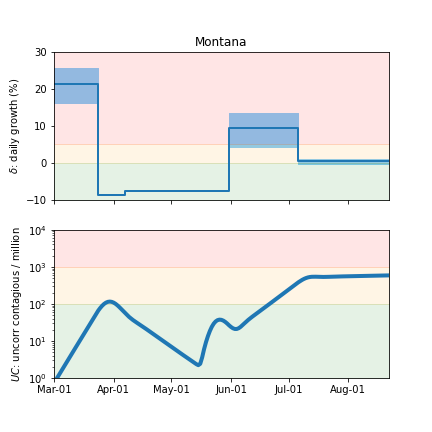 Montana
δ: daily growth (%)
30
20
10
0
−10
UC: uncorr contagious / million
10⁴
10³
10²
10¹
10⁰
Mar-01 Apr-01 May-01 Jun-01 Jul-01 Aug-01